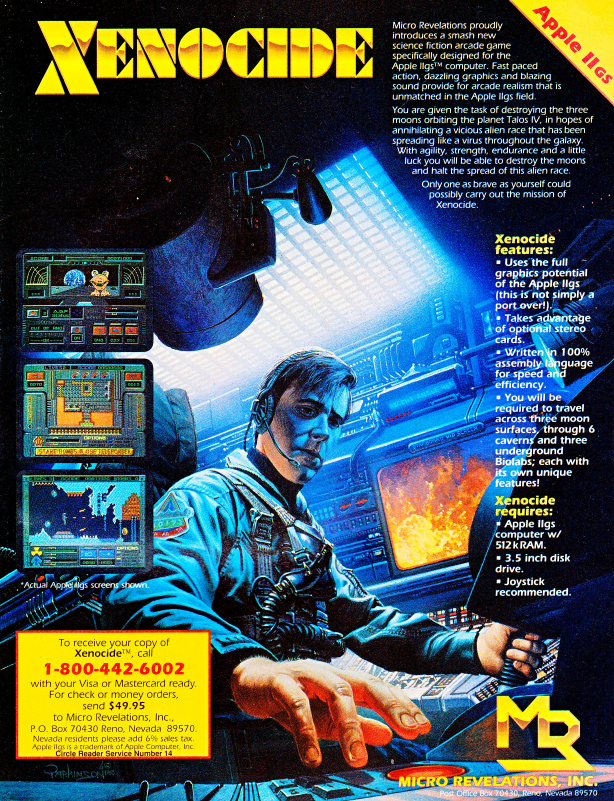 XENOCIDE
Apple IIGS
Micro Revelations proudly
introduces a smash new
science fiction arcade game
specifically designed for the
Apple IIgs™ computer. Fast paced
action, dazzling graphics and blazing
sound provide for arcade realism that is
unmatched in the Apple IIgs field.
You are given the task of destroying the three
moons orbiting the planet Talos IV, in hopes of
annihilating a vicious alien race that has been
spreading like a virus throughout the galaxy.
With agility, strength, endurance and a little
luck you will be able to destroy the moons
and halt the spread of this alien race.
Only one as brave as yourself could
possibly carry out the mission of
Xenocide.
Xenocide
features:
▪ Uses the full
graphics potential
of the Apple IIgs
(this is not simply a
port over!).
▪ Takes advantage
of optional stereo
cards.
▪ Written in 100%
assembly language
for speed and
efficiency.
▪ You will be
required to travel
across three moon
surfaces, through 6
caverns and three
underground
Biolabs; each with
its own unique
features!
Xenocide
requires:
▪ Apple IIgs
computer w/
512kRAM.
▪ 3.5 inch disk
drive.
▪ Joystick
recommended.
SCORE
OUT OF RNG
OPTIONS
OPTIONS
*Actual Apple IIgs screens shown.
To receive your copy of
Xenocide™, call
1-800-442-6002
with your Visa or Mastercard ready.
For check or money orders,
send $49.95
to Micro Revelations, Inc.,
P.O. Box 70430 Reno, Nevada 89570.
Nevada residents please add 6% sales tax.
Apple IIgs is a trademark of Apple Computer, Inc.
Circle Reader Service Number 14
PARKINSON
MR
MICRO REVELATIONS, INC.
Post Office Box 70430, Reno, Nevada 89570